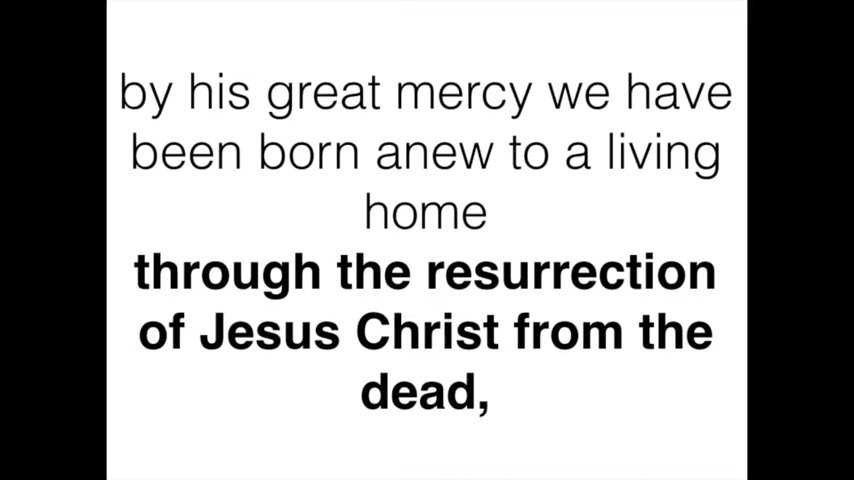 by his great mercy we have
been born anew to a living
home
through the resurrection
of Jesus Christ from the
dead,